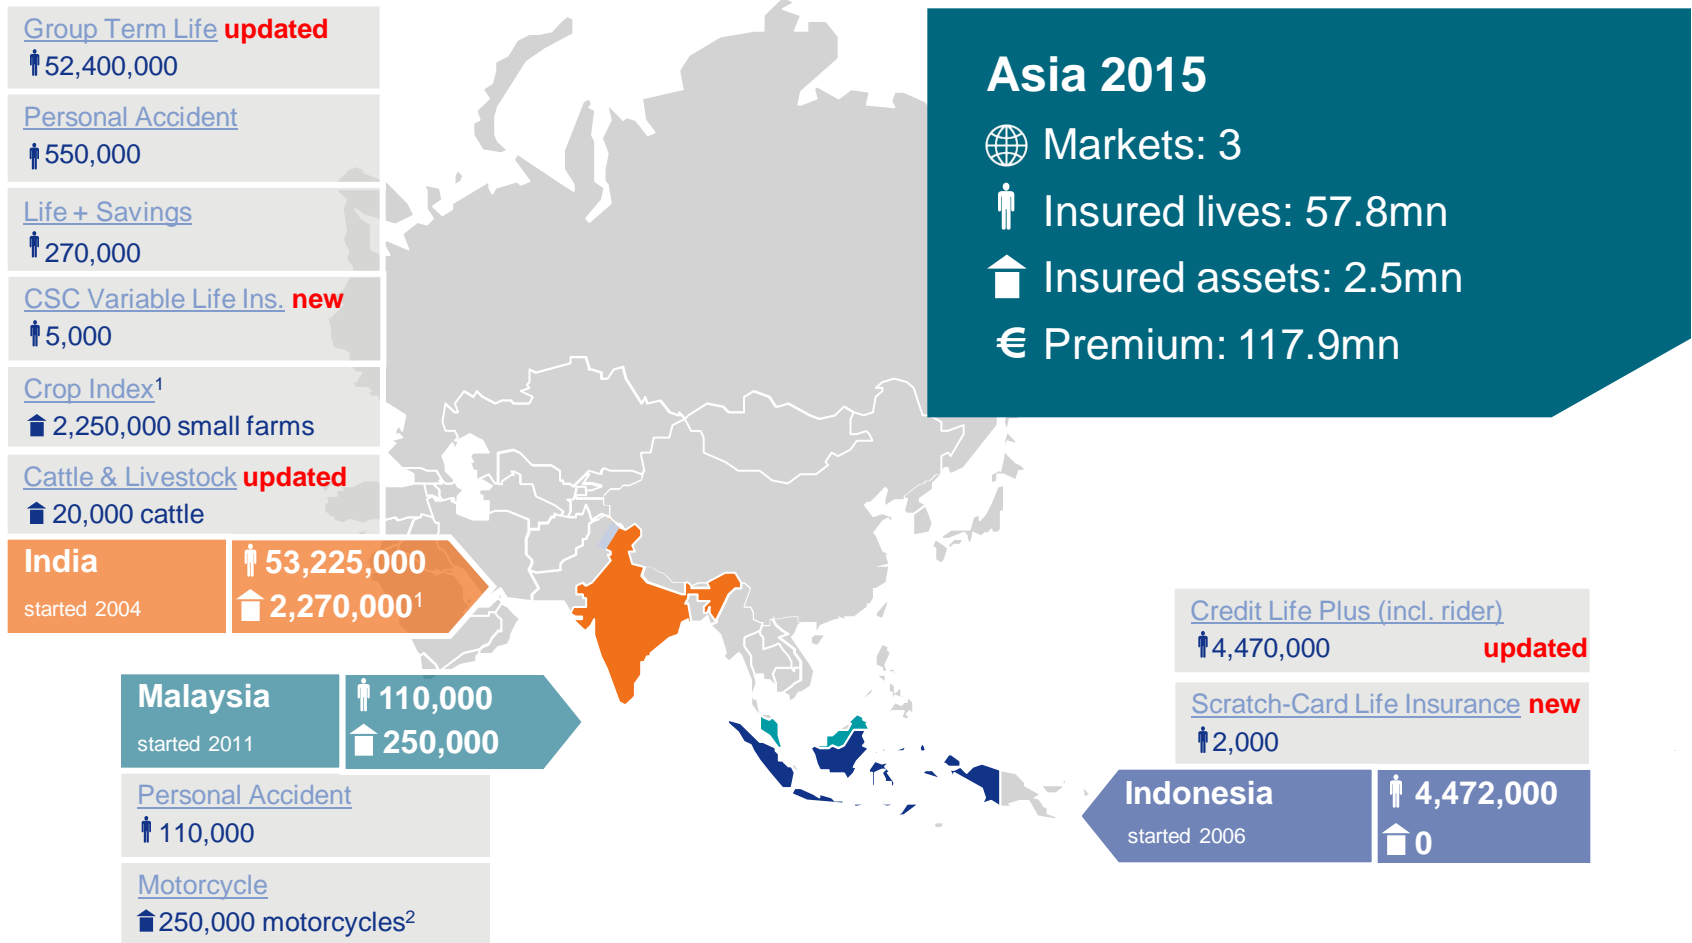 Group Term Life updated
52,400,000
Personal Accident
550,000
Life + Savings
270,000
CSC Variable Life Ins. new
5,000
Crop Index¹
2,250,000 small farms
Cattle & Livestock updated
20,000 cattle
India
started 2004
53,225,000
2,270,000¹
Malaysia
started 2011
110,000
250,000
Personal Accident
110,000
Motorcycle
250,000 motorcycles²
Asia 2015
Markets: 3
Insured lives: 57.8mn
Insured assets: 2.5mn
€ Premium: 117.9mn
Credit Life Plus (incl. rider)
4,470,000 updated
Scratch-Card Life Insurance new
2,000
Indonesia
started 2006
4,472,000
0